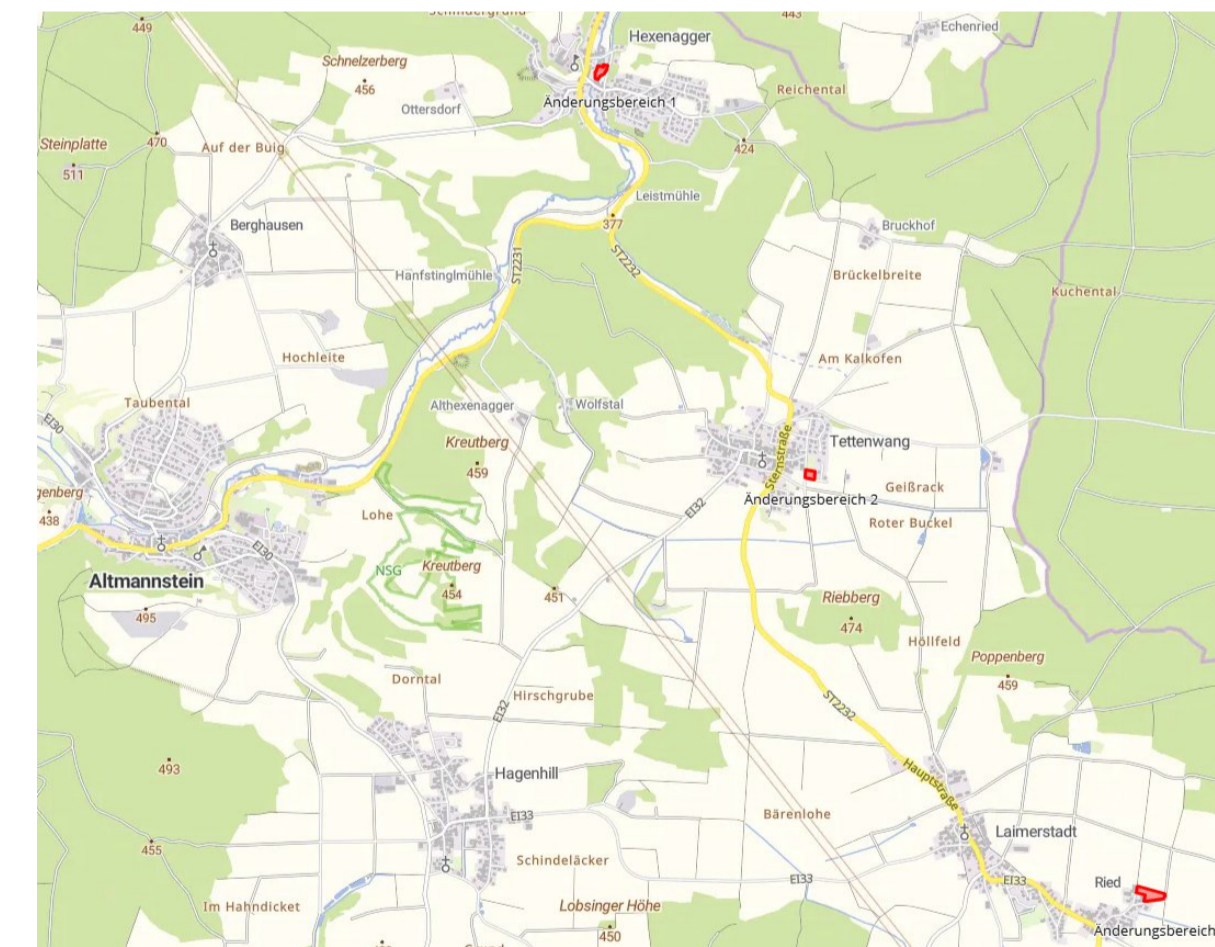 449
Hexenagger
443
Echenried
Schnelzerberg
456
Ottersdorf
Änderungsbereich 1
Reichental
Steinplatte
511
470
Auf der Buig
424
Leistmühle
377
Berghausen
Bruckhof
ST2231
ST2232
Hanfstinglmühle
Brückelbreite
Kuchental
Hochleite
Am Kalkofen
Taubental
EI30
Althexenagger
Wolfstal
Kreutberg
459
Sternstraße
Tettenwang
Änderungsbereich 2
Geißrack
genberg
438
Lohe
EI32
Roter Buckel
EI30
Altmannstein
NSG
Kreutberg
454
451
495
Riebberg
474
Höllfeld
Poppenberg
459
Dorntal
Hirschgrube
EI32
ST2232
493
Hagenhill
Hauptstraße
EI33
Bärenlohe
Laimerstadt
455
Schindeläcker
EI33
EI33
Ried
Im Hahndicket
Lobsinger Höhe
450
Änderungsbereich